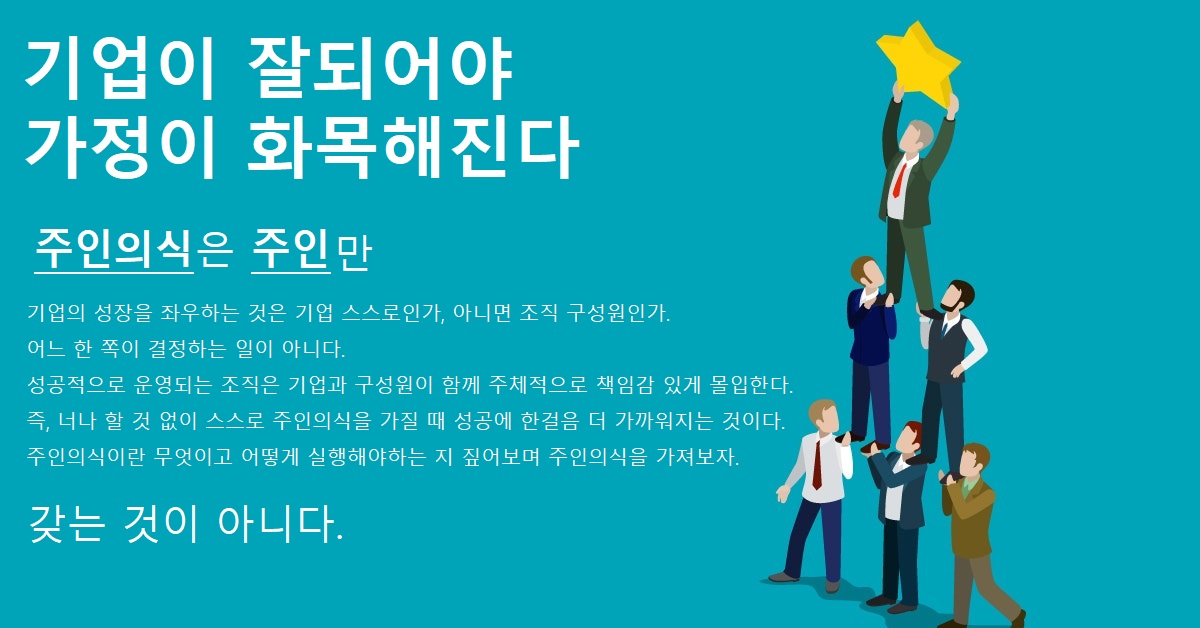 기업이 잘되어야
가정이 화목해진다
주인의식은 주인만
기업의 성장을 좌우하는 것은 기업 스스로인가, 아니면 조직 구성원인가.
어느 한 쪽이 결정하는 일이 아니다.
성공적으로 운영되는 조직은 기업과 구성원이 함께 주체적으로 책임감 있게 몰입한다.
즉, 너나 할 것 없이 스스로 주인의식을 가질 때 성공에 한걸음 더 가까워지는 것이다.
주인의식이란 무엇이고 어떻게 실행해야하는 지 짚어보며 주인의식을 가져보자.
갖는 것이 아니다.